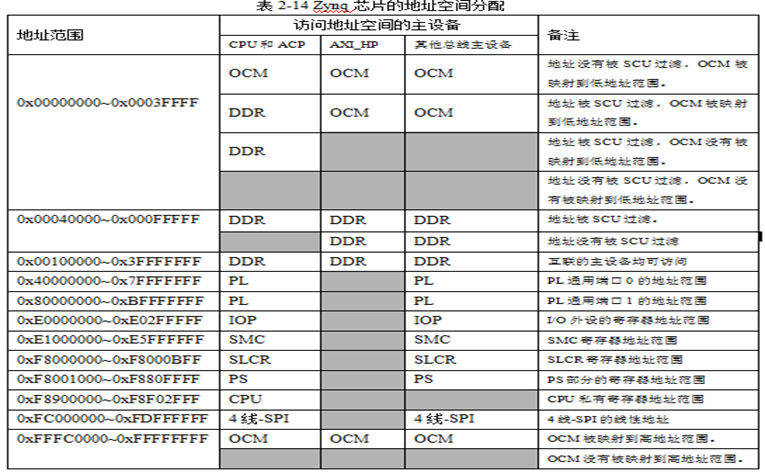 表 2-14 Zynq 芯片的地址空间分配
地址范围 访问地址空间的主设备 备注
CPU 和 ACP AXI_HP 其他总线主设备
0x00000000~0x0003FFFF OCM OCM OCM 地址没有被 SCU 过滤，OCM 被
映射到低地址范围。
DDR OCM OCM 地址被 SCU 过滤，OCM 被映射
到低地址范围。
DDR 地址被 SCU 过滤，OCM 没有被
映射到低地址范围。
地址没有被 SCU 过滤，OCM 没
有被映射到低地址范围。
0x00040000~0x000FFFFF DDR DDR DDR 地址被 SCU 过滤。
DDR DDR 地址没有被 SCU 过滤
0x00100000~0x3FFFFFFF DDR DDR DDR 互联的主设备均可访问
0x40000000~0x7FFFFFFF PL PL PL 通用端口 0 的地址范围
0x80000000~0xBFFFFFFF PL PL PL 通用端口 1 的地址范围
0xE0000000~0xE02FFFFF IOP IOP I/O 外设的寄存器地址范围
0xE1000000~0xE5FFFFFF SMC SMC SMC 寄存器地址范围
0xF8000000~0xF8000BFF SLCR SLCR SLCR 寄存器地址范围
0xF8001000~0xF880FFFF PS PS PS 部分的寄存器地址范围
0xF8900000~0xF8F02FFF CPU CPU 私有寄存器地址范围
0xFC000000~0xFDFFFFFF 4 线-SPI 4 线-SPI 4 线-SPI 的线性地址
0xFFFC0000~0xFFFFFFFF OCM OCM OCM OCM 被映射到高地址范围。
OCM 没有被映射到高地址范围。